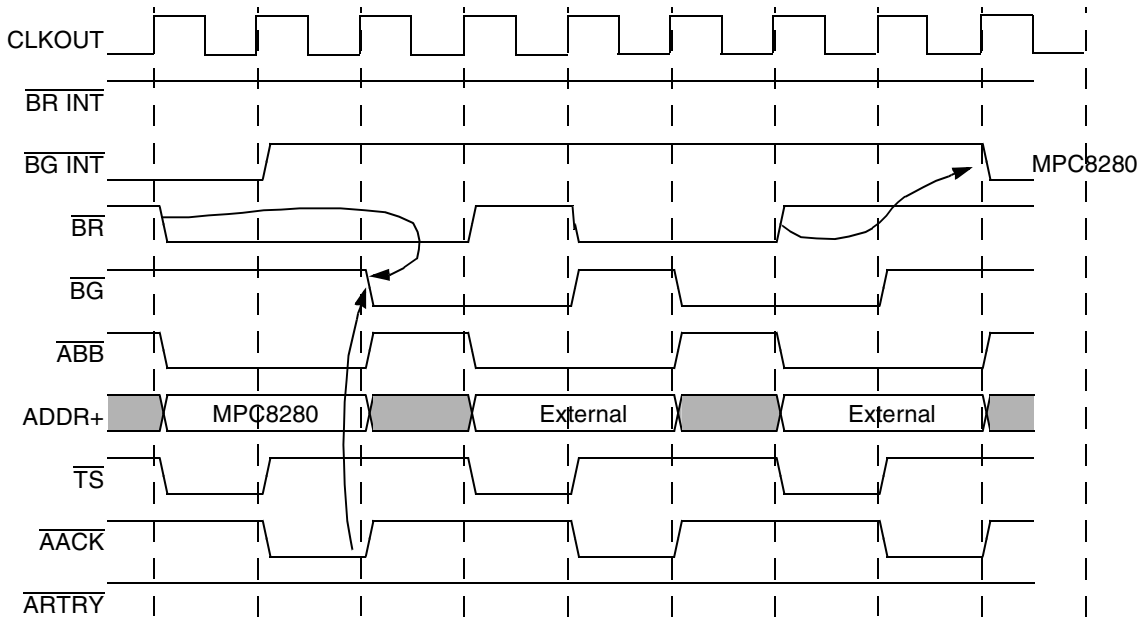 CLKOUT
BR INT
BG INT
MPC8280
BR
BG
ABB
ADDR+ MPC8280 External External
TS
AACK
ARTRY